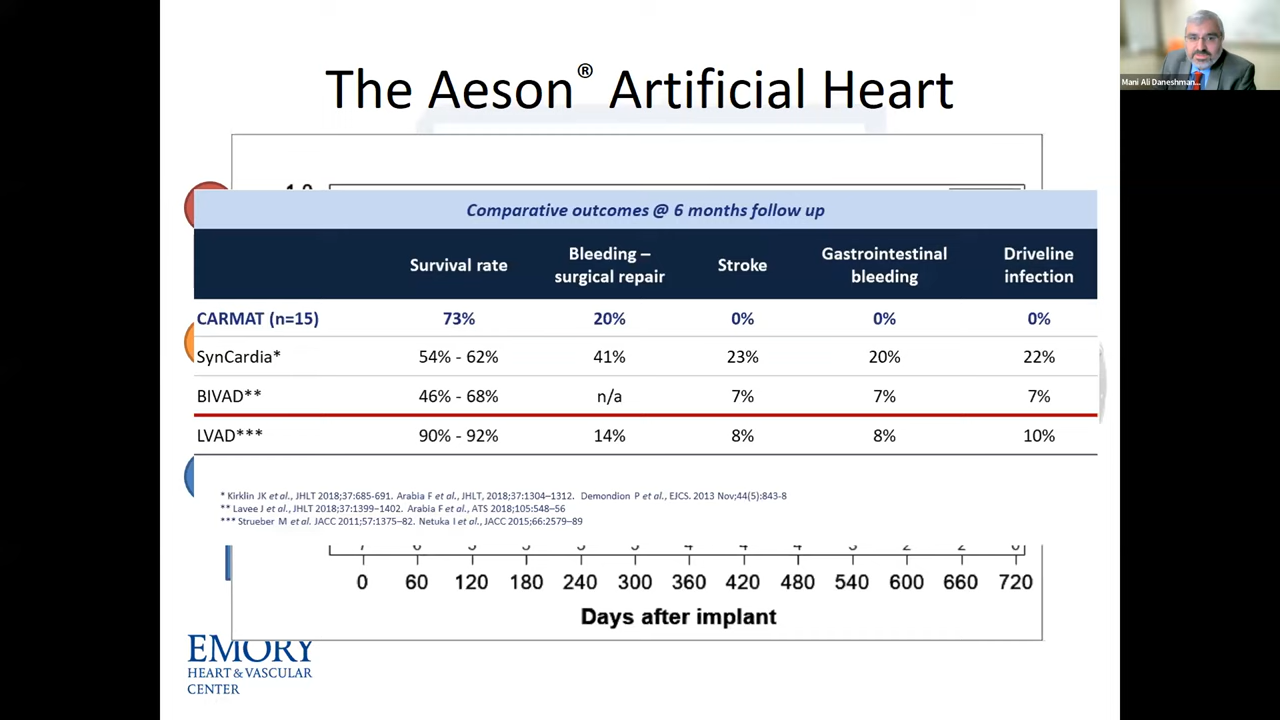 The Aeson® Artificial Heart
Mani Ali Daneshman...
1.0
Comparative outcomes @ 6 months follow up
Survival rate Bleeding – surgical repair Stroke Gastrointestinal bleeding Driveline infection
CARMAT (n=15) 73% 20% 0% 0% 0%
SynCardia* 54% - 62% 41% 23% 20% 22%
BIVAD** 46% - 68% n/a 7% 7% 7%
LVAD*** 90% - 92% 14% 8% 8% 10%
* Kirklin JK et al., JHLT 2018;37:685-691. Arabia F et al., JHLT, 2018;37:1304–1312. Demondion P et al., EJCS. 2013 Nov;44(5):843-8
** Lavee J et al., JHLT 2018;37:1399–1402. Arabia F et al., ATS 2018;105:548–56
*** Strueber M et al. JACC 2011;57:1375–82. Netuka I et al., JACC 2015;66:2579–89
0 60 120 180 240 300 360 420 480 540 600 660 720
Days after implant
EMORY
HEART & VASCULAR
CENTER